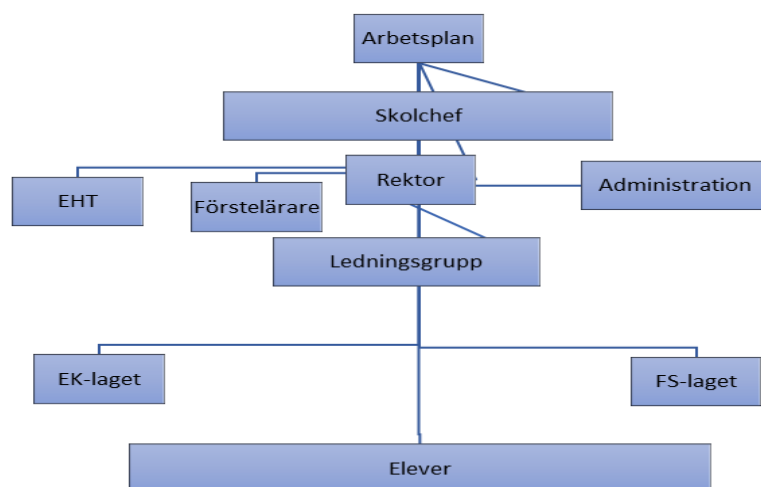 Arbetsplan
Skolchef
Rektor
EHT
Förstelärare
Administration
Ledningsgrupp
EK-laget
FS-laget
Elever